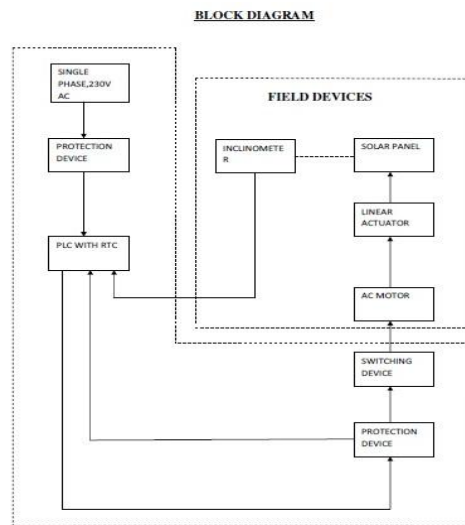 BLOCK DIAGRAM
SINGLE
PHASE,230V
AC
FIELD DEVICES
PROTECTION
DEVICE
INCLINOMETE
R
SOLAR PANEL
LINEAR
ACTUATOR
PLC WITH RTC
AC MOTOR
SWITCHING
DEVICE
PROTECTION
DEVICE